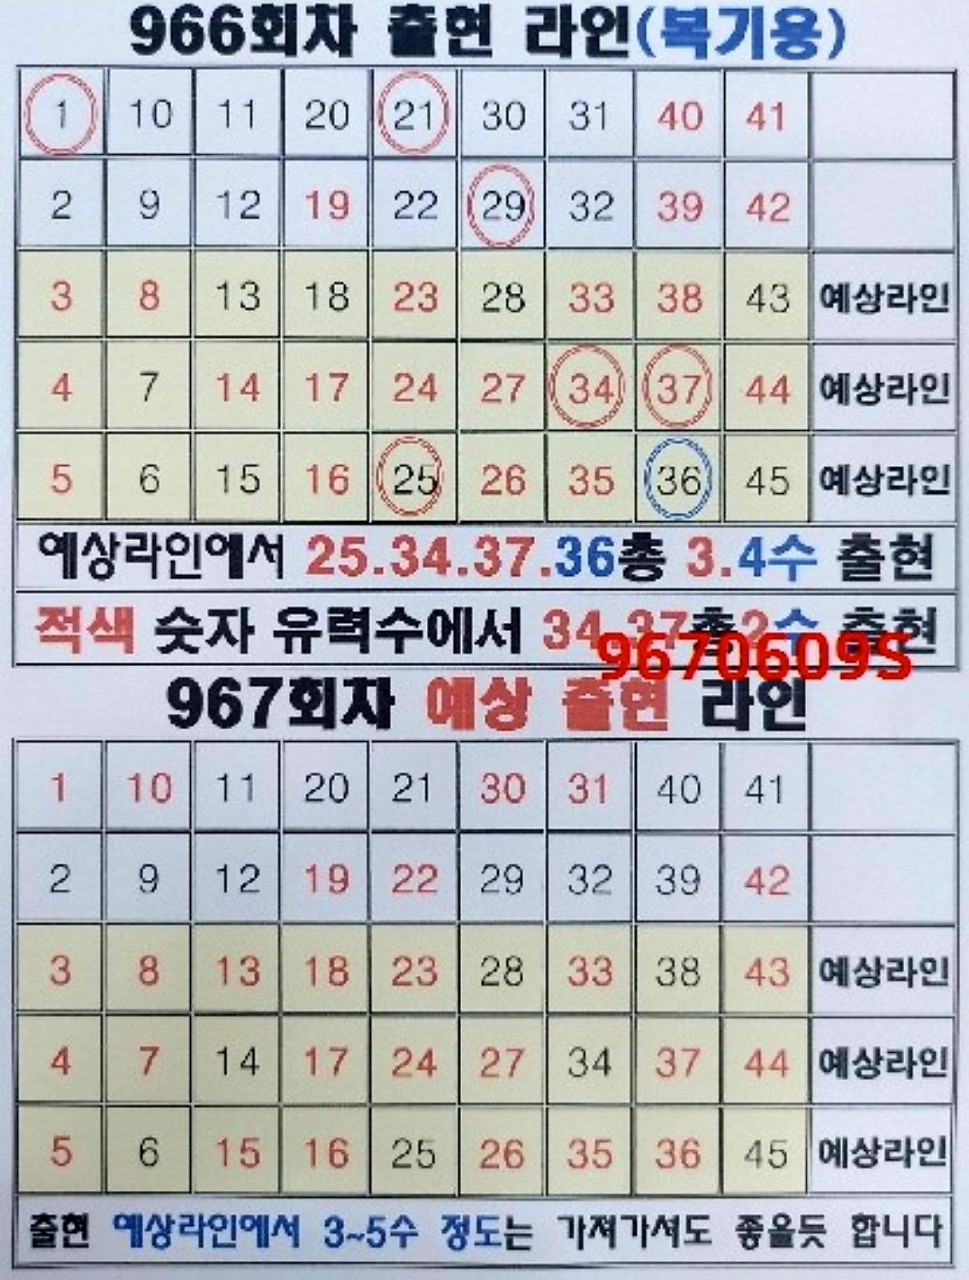 966회차 출현 라인(복기용)
1 10 11 20 21 30 31 40 41
2 9 12 19 22 29 32 39 42
3 8 13 18 23 28 33 38 43 예상라인
4 7 14 17 24 27 34 37 44 예상라인
5 6 15 16 25 26 35 36 45 예상라인
예상라인에서 25.34.37.36총 3.4수 출현
적색 숫자 유력수에서 34.37총2수 출현
9670609S
967회차 예상 출현 라인
1 10 11 20 21 30 31 40 41
2 9 12 19 22 29 32 39 42
3 8 13 18 23 28 33 38 43 예상라인
4 7 14 17 24 27 34 37 44 예상라인
5 6 15 16 25 26 35 36 45 예상라인
출현 예상라인에서 3~5수 정도는 가져가셔도 좋을듯 합니다